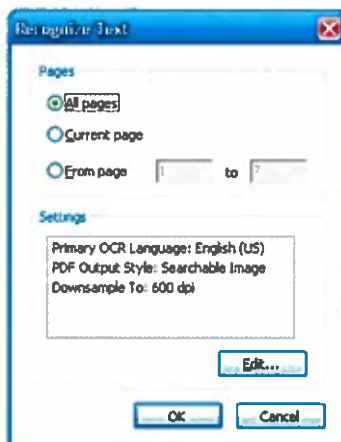 Recognize Text
Pages
All pages
Current page
From page 1 to 7
Settings
Primary OCR Language: English (US)
PDF Output Style: Searchable Image
Downsample To: 600 dpi
Edit...
OK
Cancel